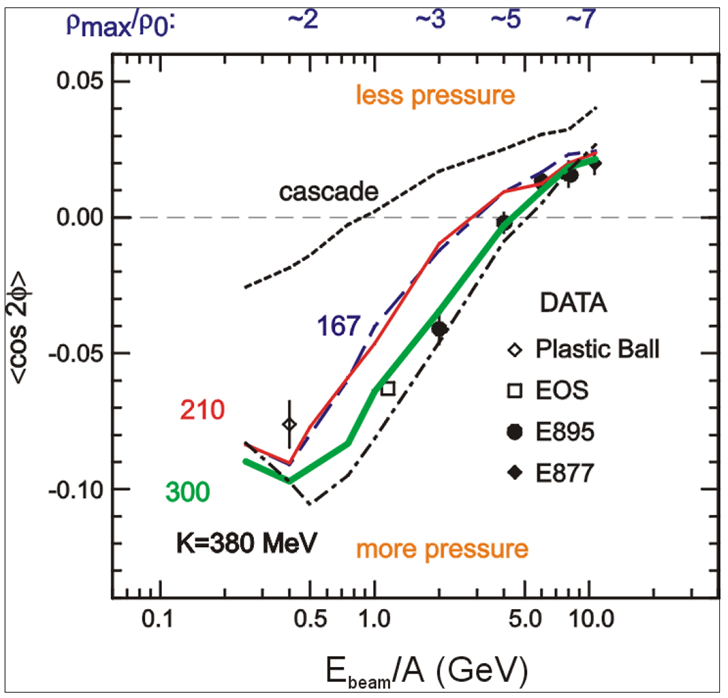 ρmax/ρ0: ~2 ~3 ~5 ~7
0.05
less pressure
cascade
0.00
<cos 2ϕ>
DATA
167
Plastic Ball
-0.05
EOS
210
E895
E877
300
-0.10
K=380 MeV
more pressure
0.1 0.5 1.0 5.0 10.0
Ebeam/A (GeV)